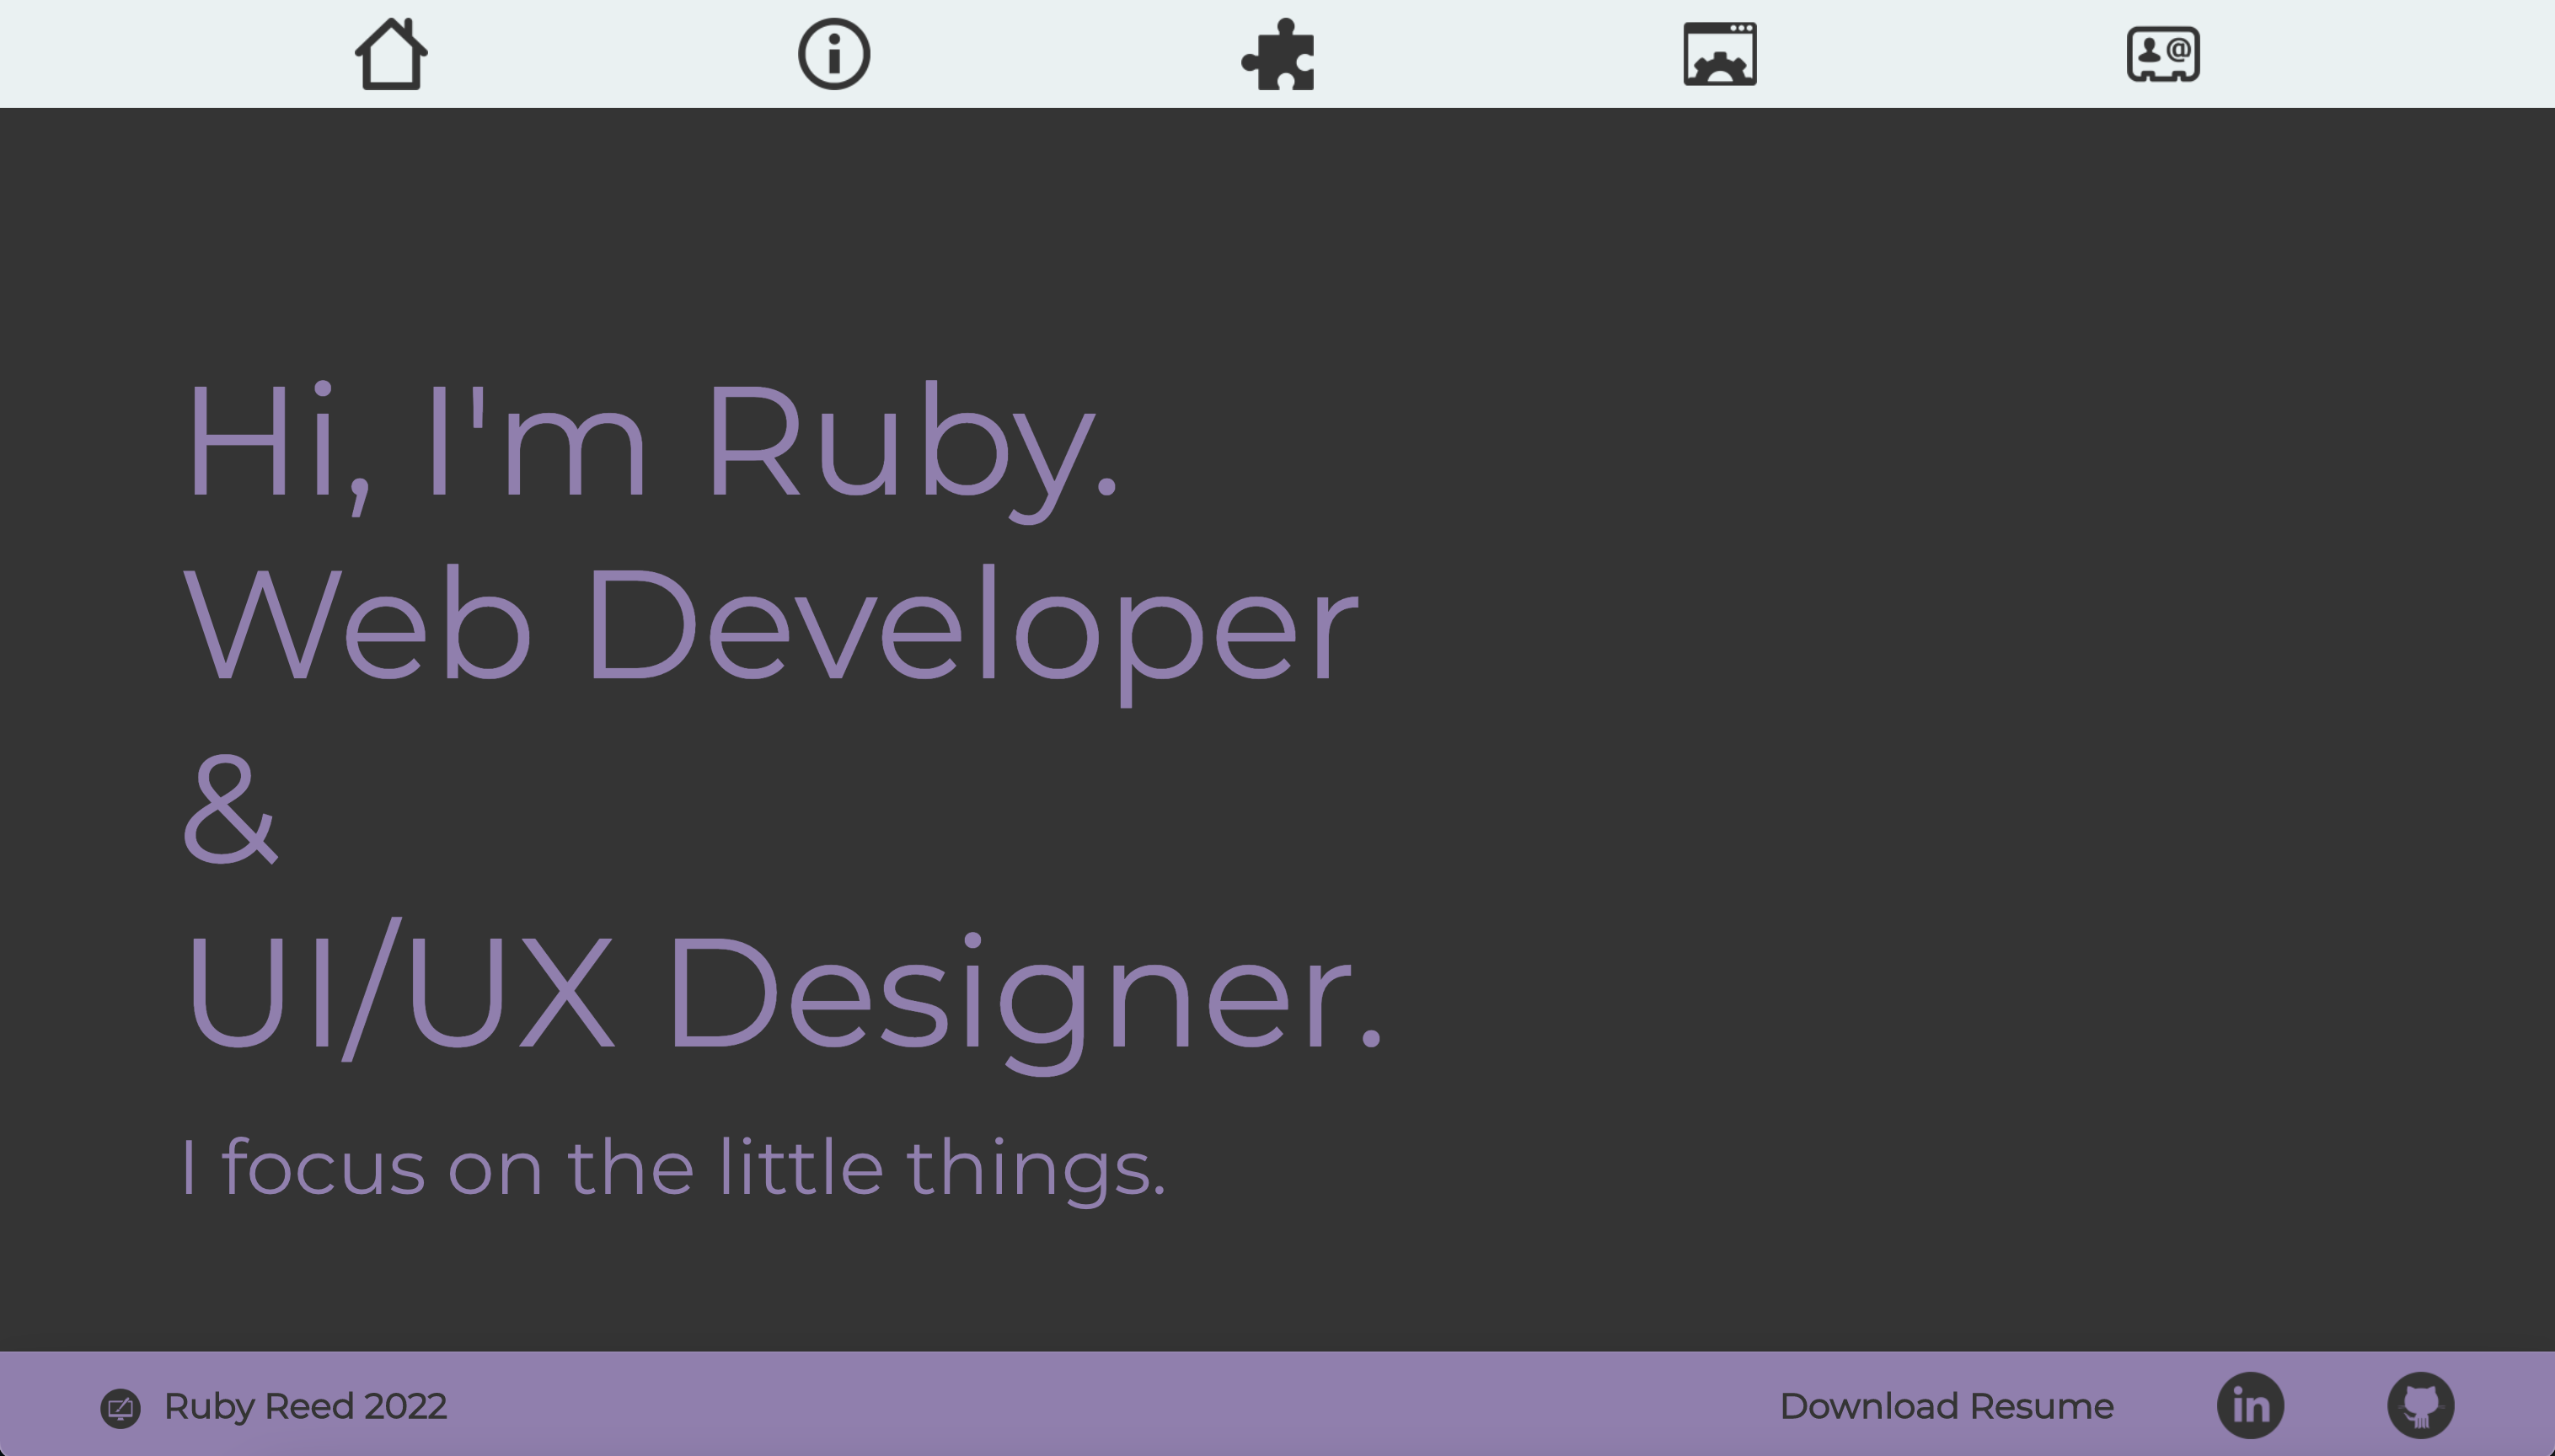 Hi, I'm Ruby.
Web Developer
&
UI/UX Designer.
I focus on the little things.
Ruby Reed 2022
Download Resume
in